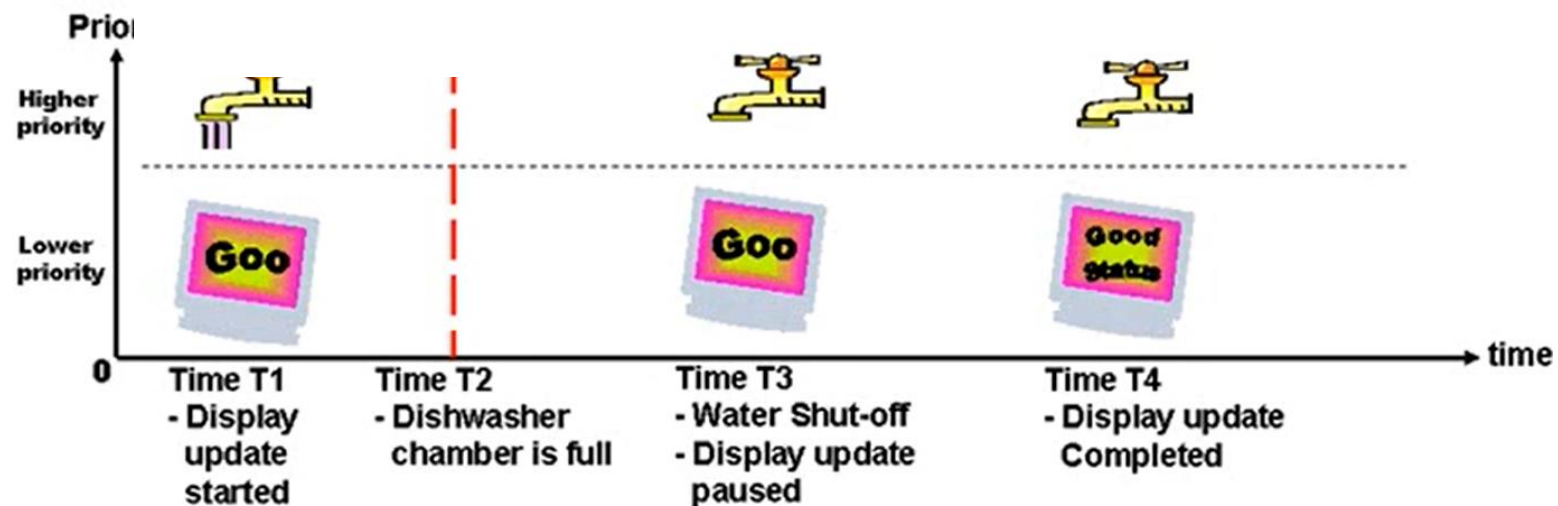 Prior
Higher
priority
Goo
Goo
Good
Status
Lower
priority
0
time
Time T1
- Display
update
started
Time T2
- Dishwasher
chamber is full
Time T3
- Water Shut-off
- Display update
paused
Time T4
- Display update
Completed